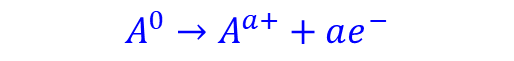 A⁰ → Aᵃ⁺ + ae⁻